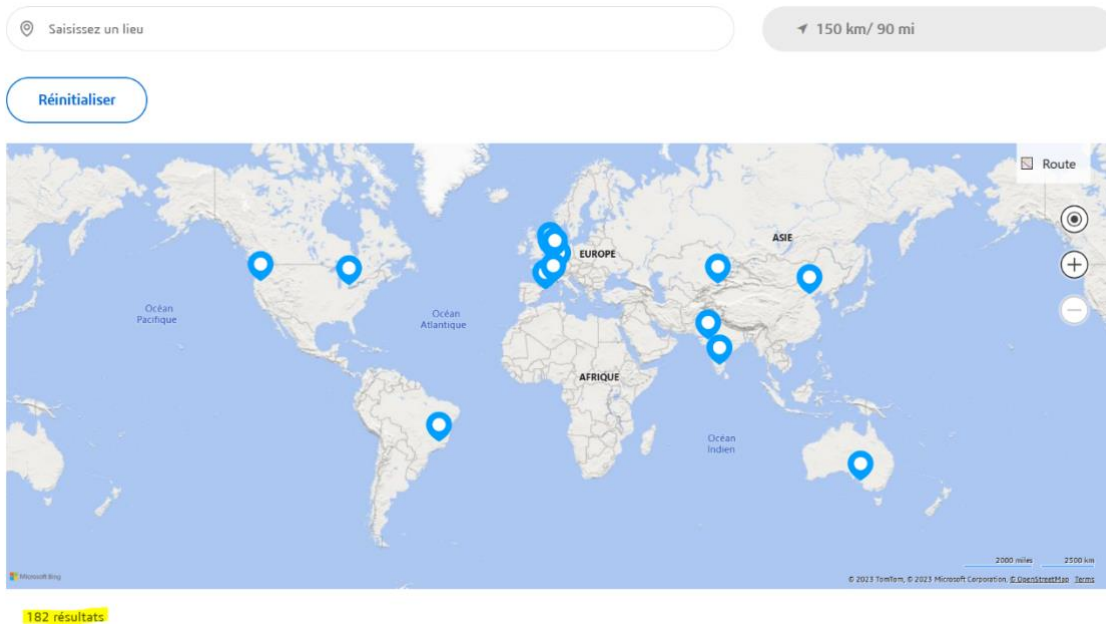 Saisissez un lieu
150 km/ 90 mi
Réinitialiser
Route
ASIE
EUROPE
Océan
Pacifique
Océan
Atlantique
AFRIQUE
Océan
Indien
2000 miles 2500 km
Microsoft Bing
© 2023 TomTom, © 2023 Microsoft Corporation, © OpenStreetMap Terms
182 résultats